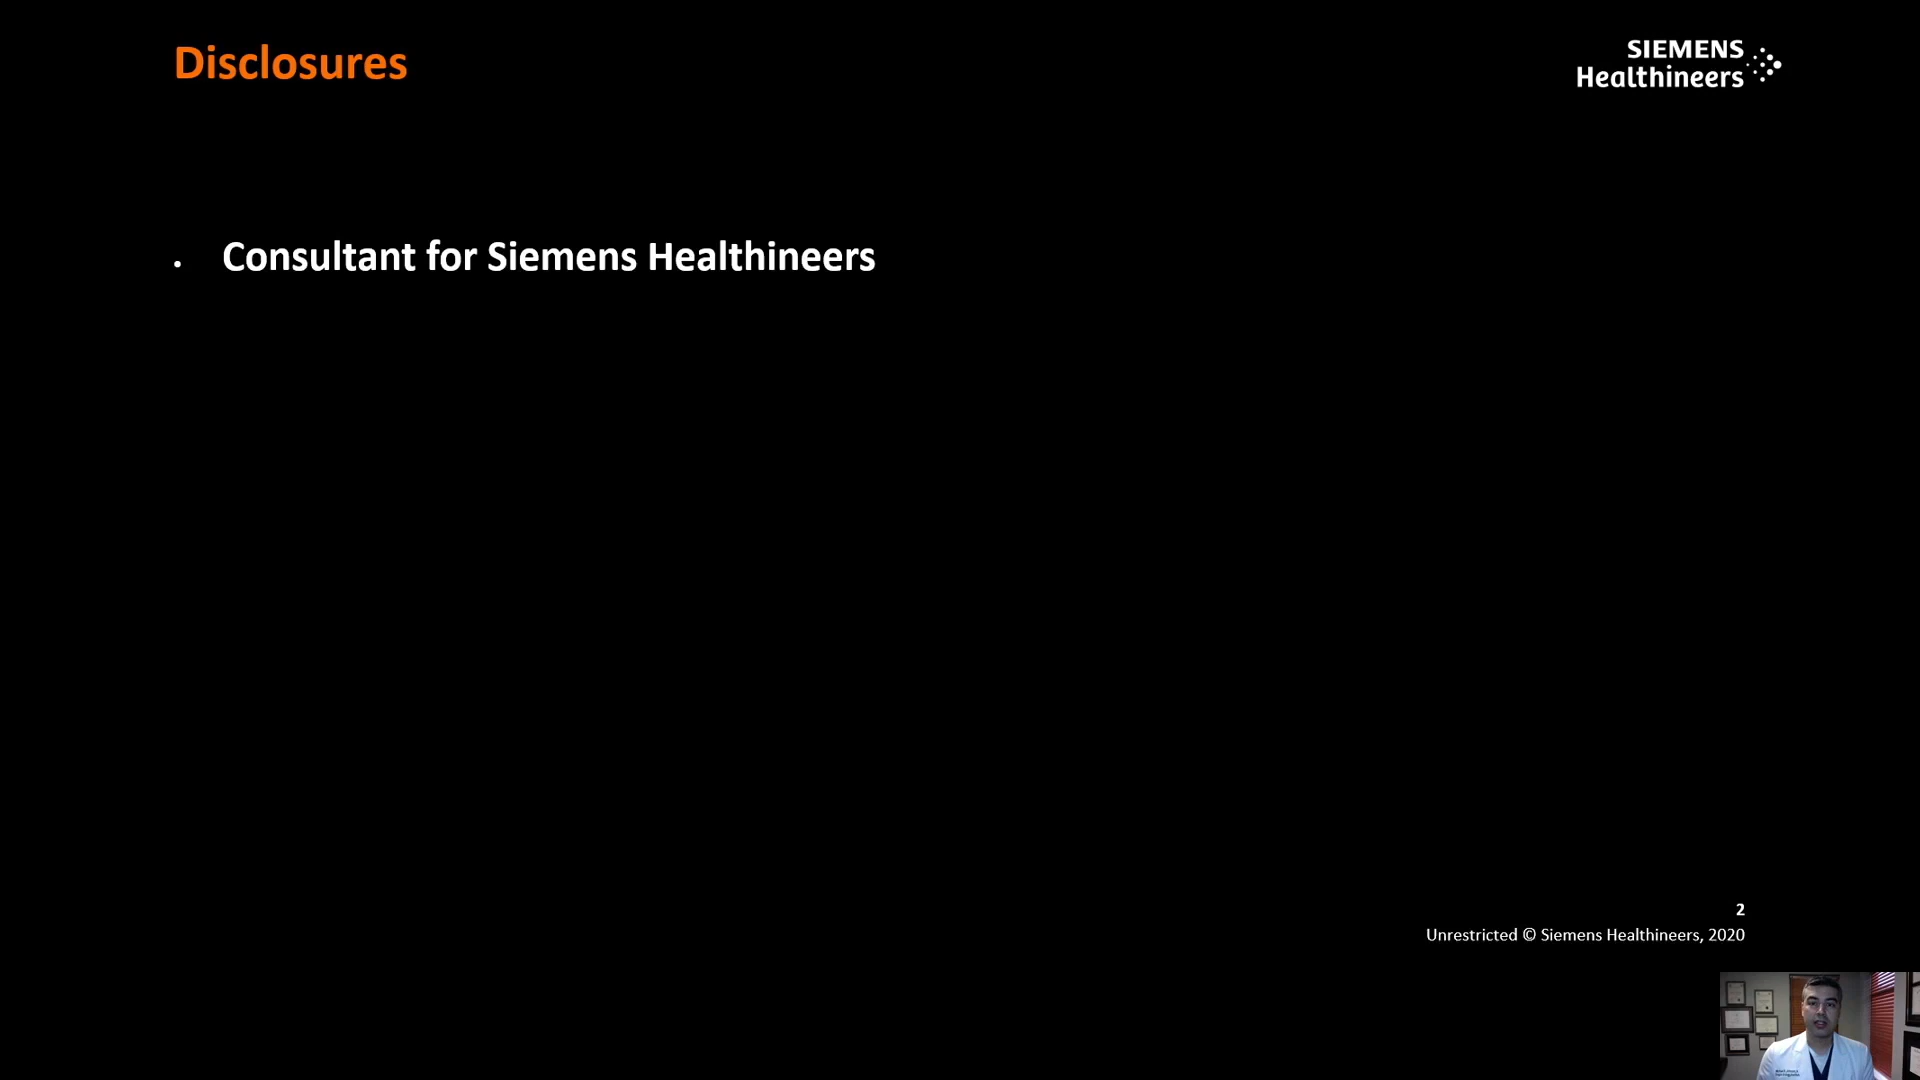 Disclosures
SIEMENS
Healthineers
• Consultant for Siemens Healthineers
2
Unrestricted © Siemens Healthineers, 2020